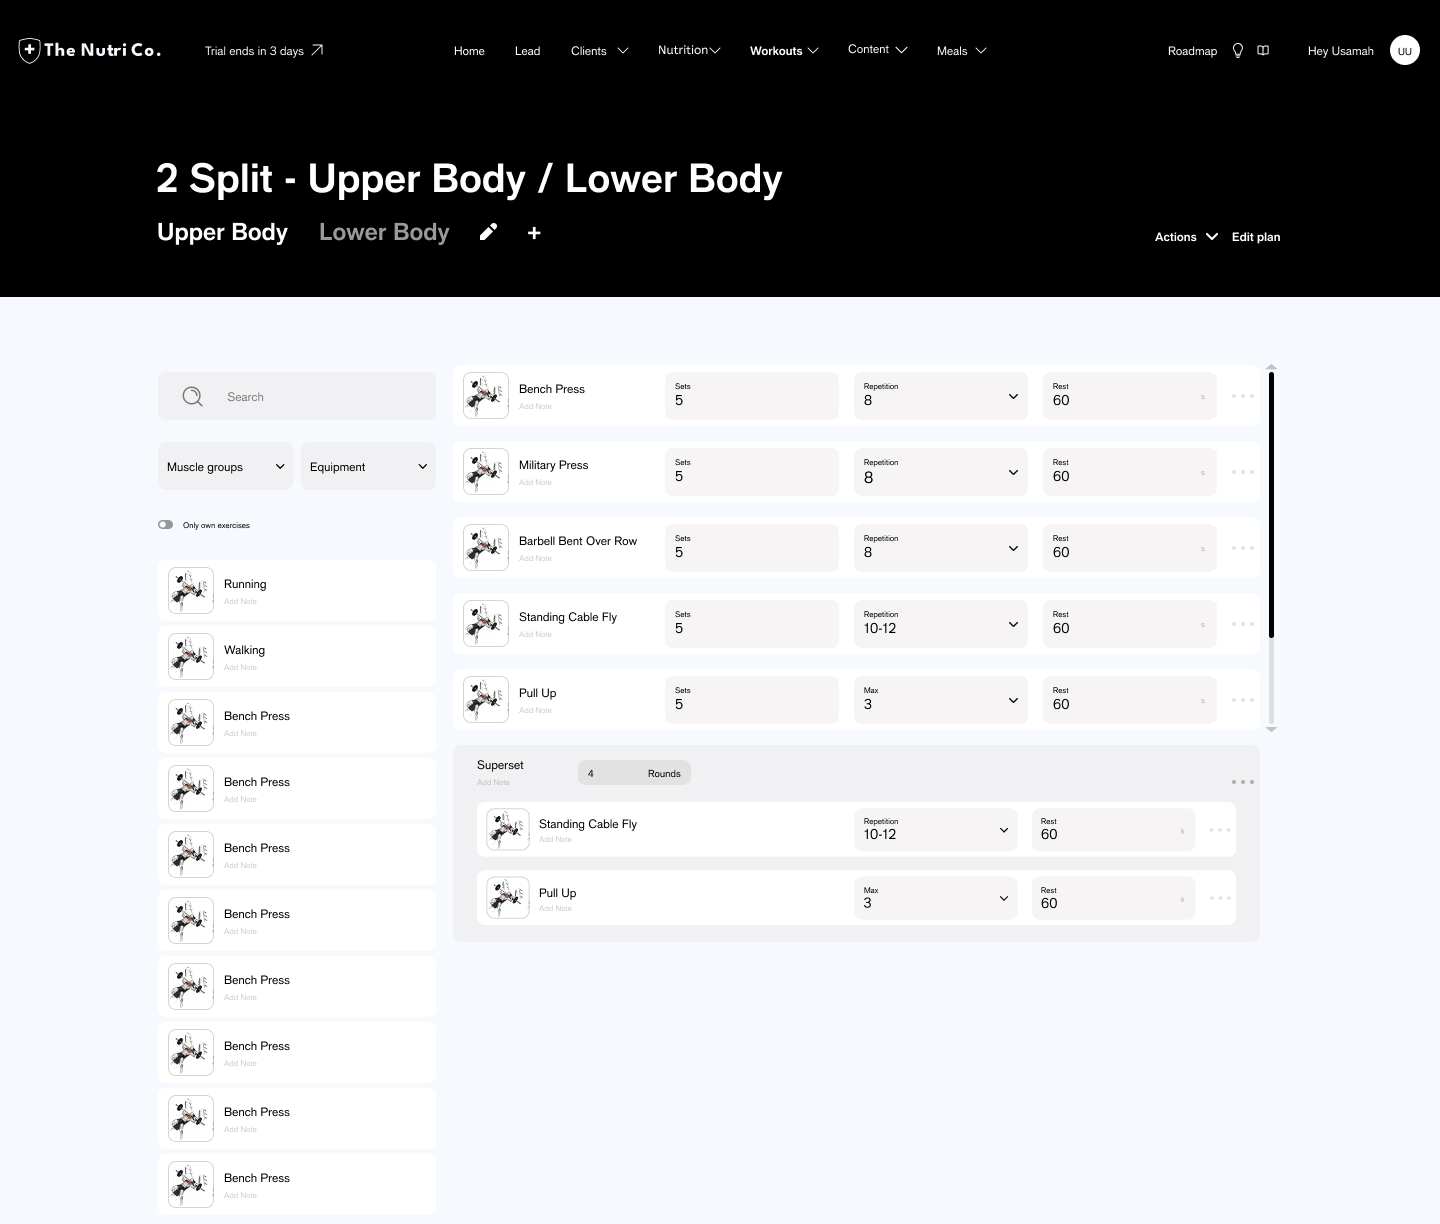 The Nutri Co.
Trial ends in 3 days
Home
Lead
Clients
Nutrition
Workouts
Content
Meals
Roadmap
Hey Usamah
UU
2 Split - Upper Body / Lower Body
Upper Body
Lower Body
Actions
Edit plan
Search
Muscle groups
Equipment
Only own exercises
Running
Add Note
Walking
Add Note
Bench Press
Add Note
Bench Press
Add Note
Bench Press
Add Note
Bench Press
Add Note
Bench Press
Add Note
Bench Press
Add Note
Bench Press
Add Note
Bench Press
Add Note
Bench Press
Add Note
Sets
5
Repetition
8
Rest
60
s
Military Press
Add Note
Sets
5
Repetition
8
Rest
60
s
Barbell Bent Over Row
Add Note
Sets
5
Repetition
8
Rest
60
s
Standing Cable Fly
Add Note
Sets
5
Repetition
10-12
Rest
60
s
Pull Up
Add Note
Sets
5
Max
3
Rest
60
s
Superset
Add Note
4
Rounds
Standing Cable Fly
Add Note
Repetition
10-12
Rest
60
s
Pull Up
Add Note
Max
3
Rest
60
s